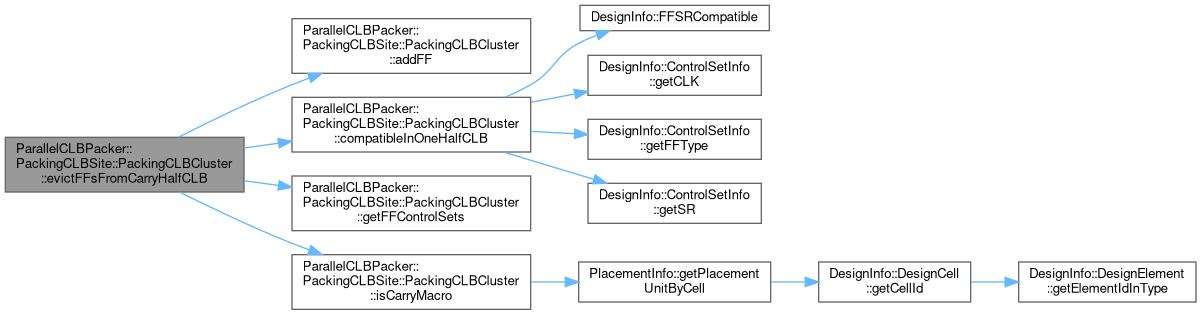 ParallelCLBPacker::
PackingCLBSite::PackingCLBCluster
::evictFFsFromCarryHalfCLB
ParallelCLBPacker::
PackingCLBSite::PackingCLBCluster
::addFF
ParallelCLBPacker::
PackingCLBSite::PackingCLBCluster
::compatibleInOneHalfCLB
DesignInfo::FFSRCompatible
DesignInfo::ControlSetInfo
::getCLK
DesignInfo::ControlSetInfo
::getFFType
DesignInfo::ControlSetInfo
::getSR
ParallelCLBPacker::
PackingCLBSite::PackingCLBCluster
::getFFControlSets
ParallelCLBPacker::
PackingCLBSite::PackingCLBCluster
::isCarryMacro
PlacementInfo::getPlacement
UnitByCell
DesignInfo::DesignCell
::getCellId
DesignInfo::DesignElement
::getElementIdInType